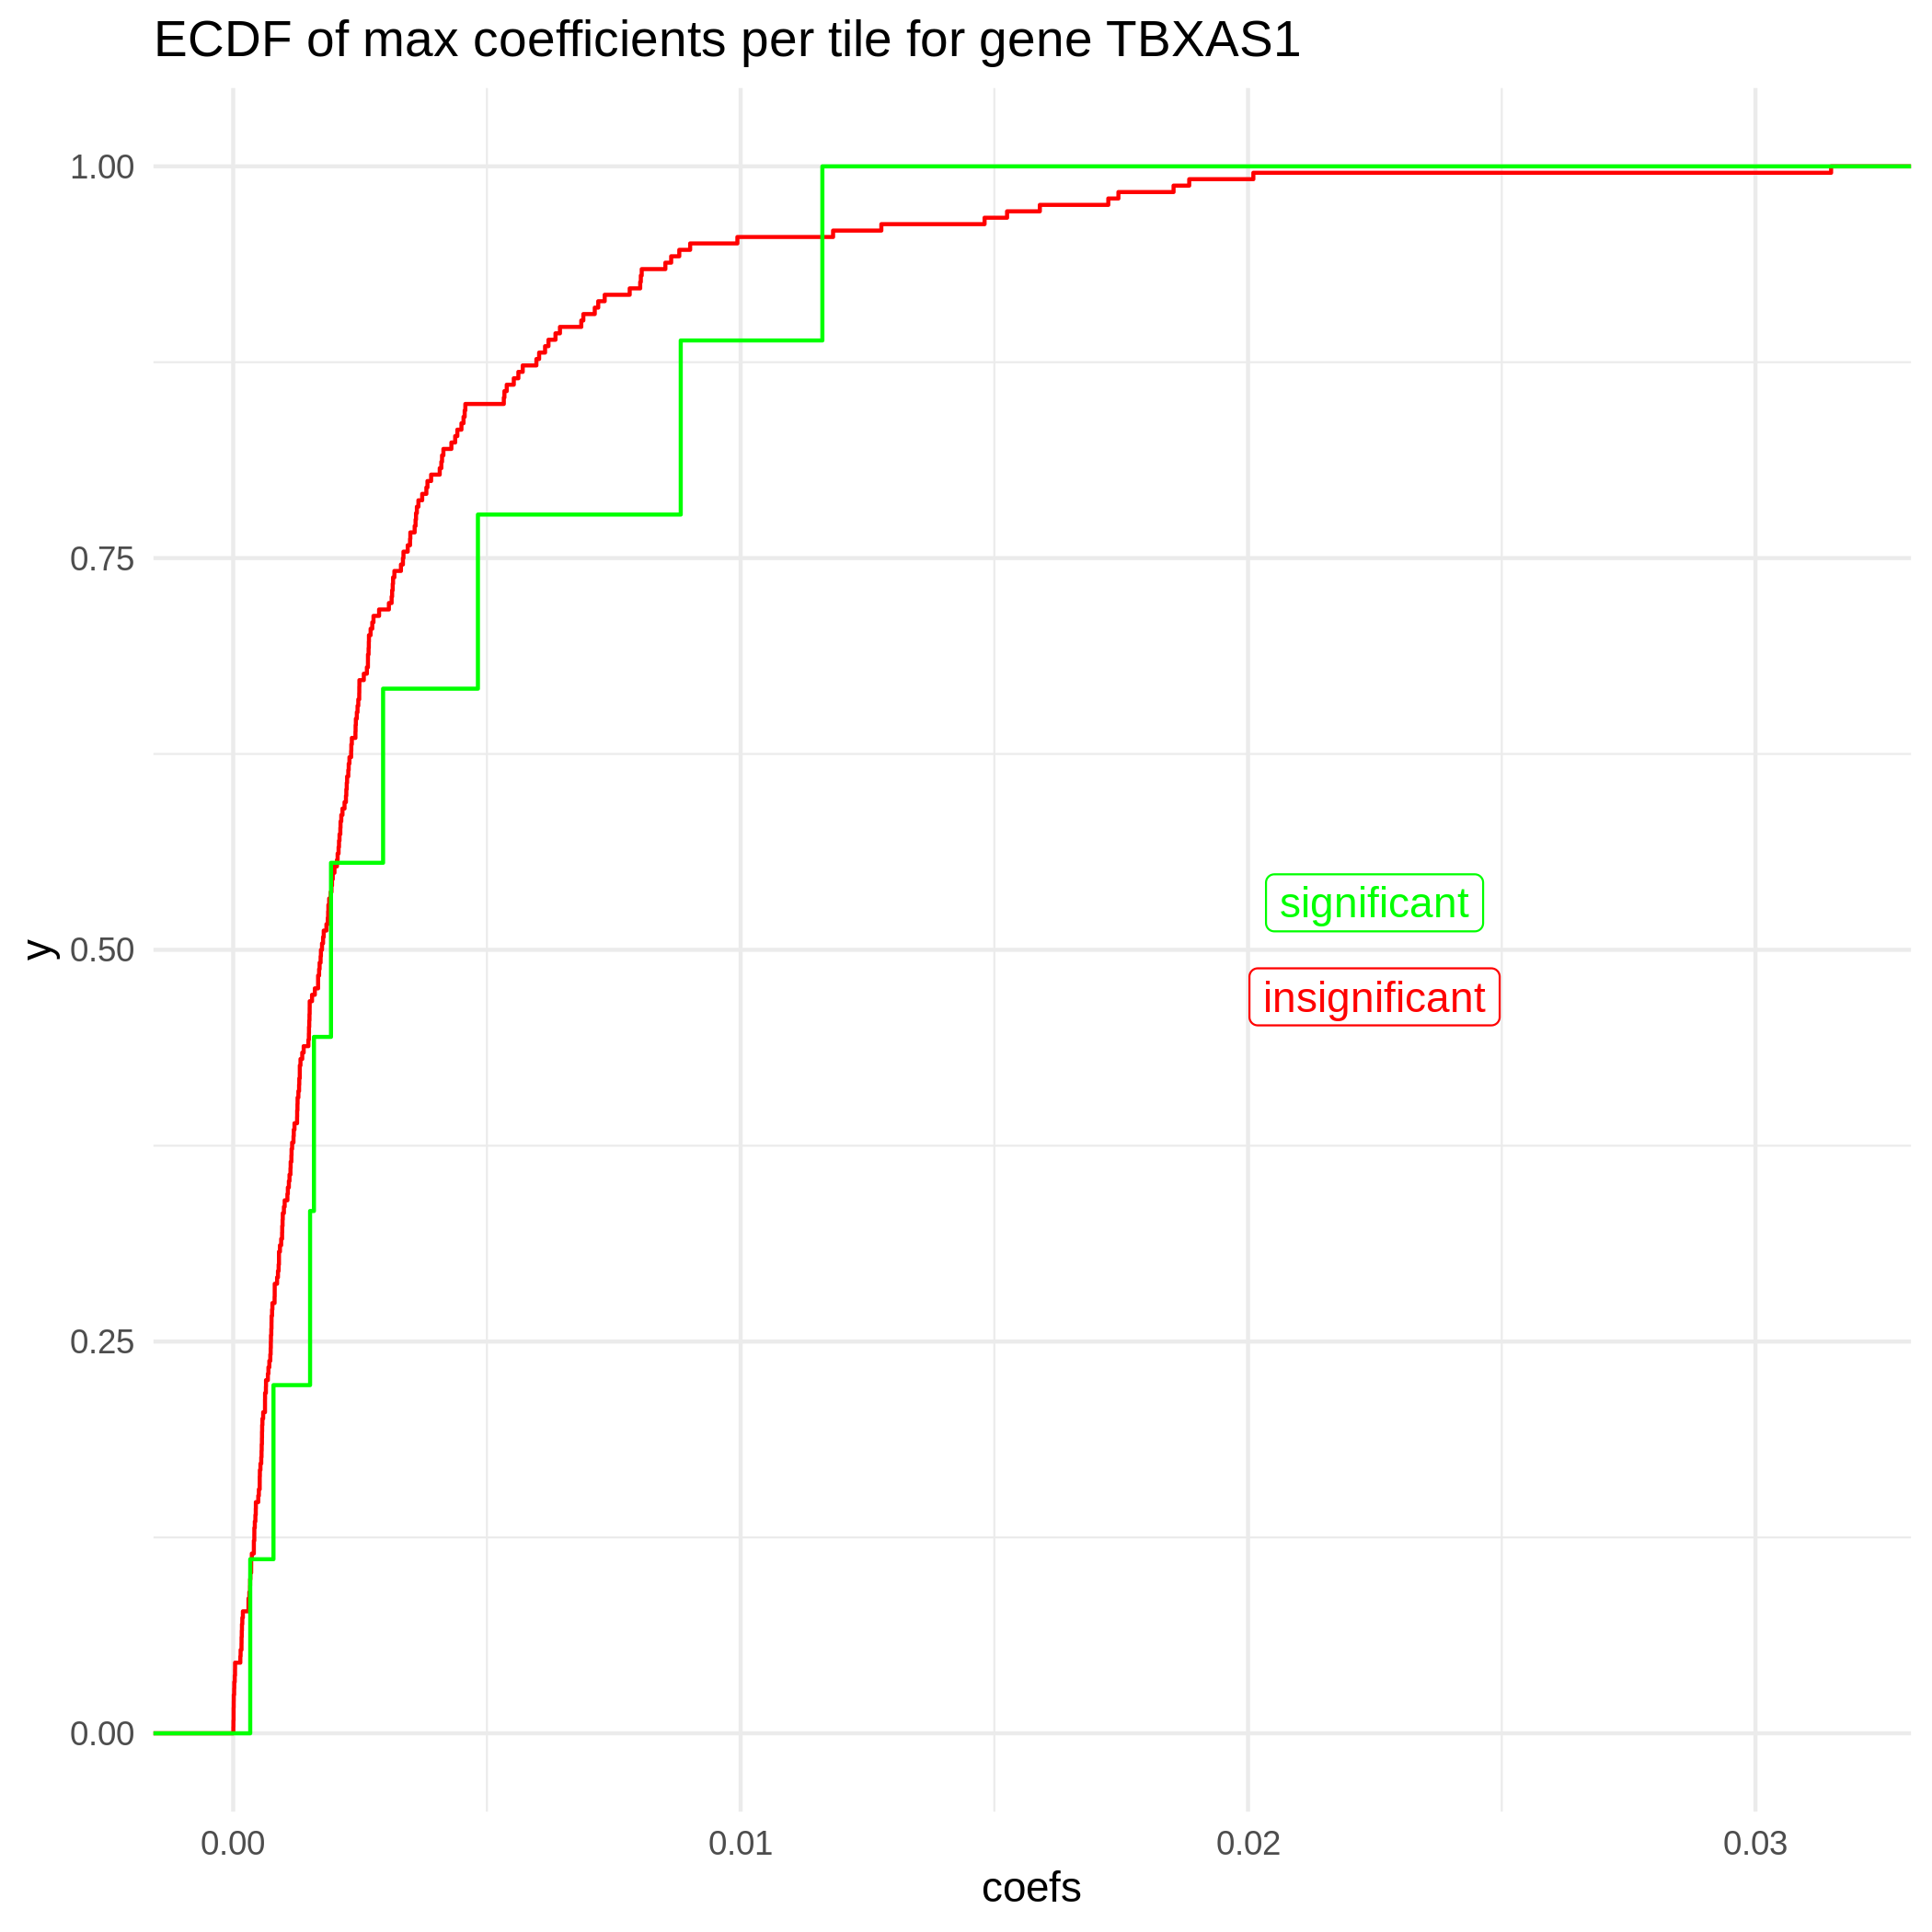 ECDF of max coefficients per tile for gene TBXAS1
1.00
0.75
0.50
0.25
0.00
y
significant
insignificant
0.00 0.01 0.02 0.03
coefs